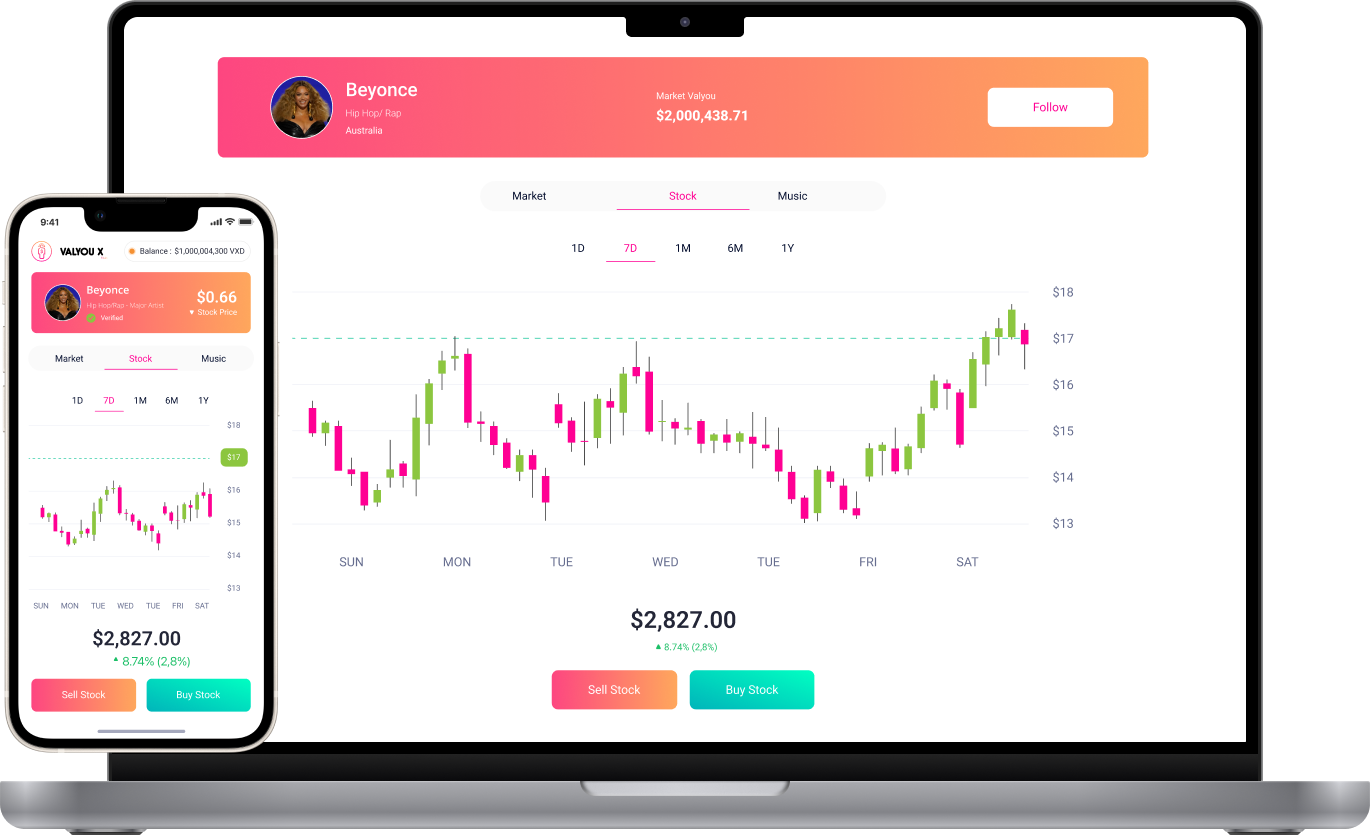 Beyonce
Hip Hop/ Rap
Australia
Market Valyou
$2,000,438.71
Follow
Market Stock Music
1D 7D 1M 6M 1Y
$18
$17
$16
$15
$14
$13
SUN MON TUE WED TUE FRI SAT
$2,827.00
8.74% (2,8%)
Sell Stock Buy Stock
9:41
VALYOU X
Balance : $1,000,004,300 VXD
Beyonce
Hip Hop/Rap - Major Artist
Verified
$0.66
Stock Price
Market Stock Music
1D 7D 1M 6M 1Y
$18
$17
$16
$15
$14
$13
SUN MON TUE WED TUE FRI SAT
$2,827.00
8.74% (2,8%)
Sell Stock Buy Stock